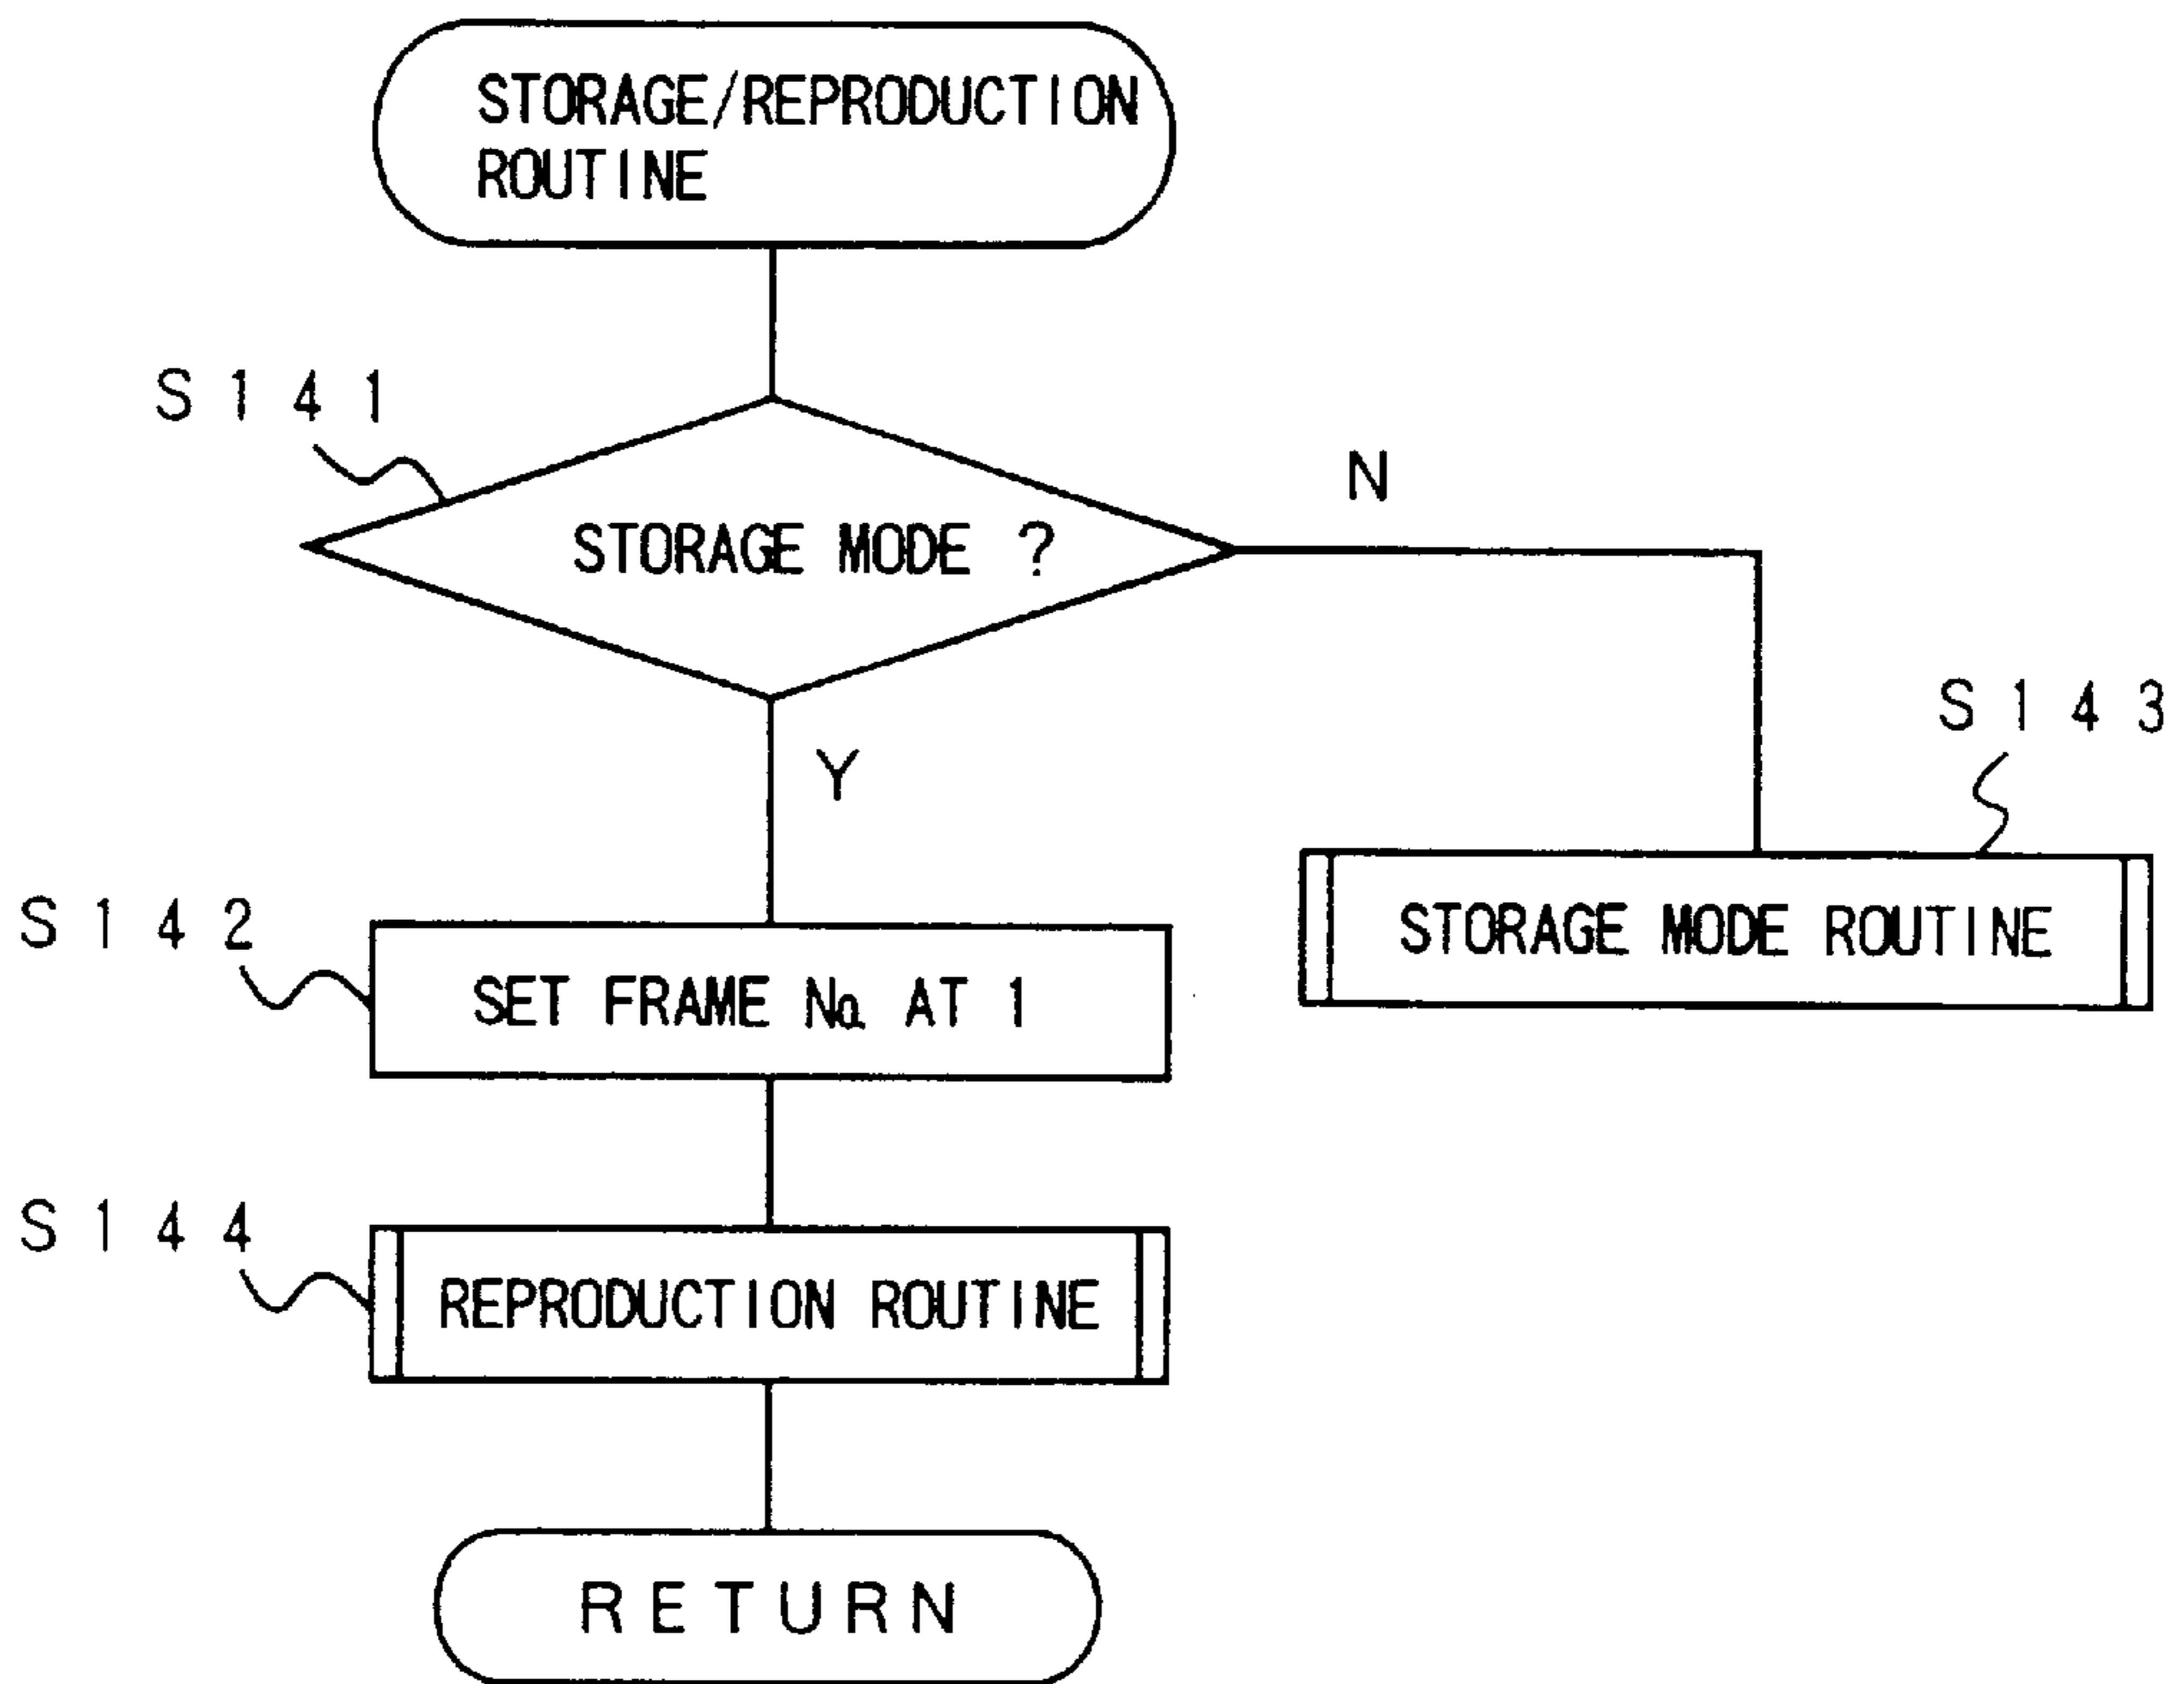 STORAGE/REPRODUCTION
ROUTINE
S141
STORAGE MODE ?
N
Y
S143
STORAGE MODE ROUTINE
S142
SET FRAME No. AT 1
S144
REPRODUCTION ROUTINE
RETURN